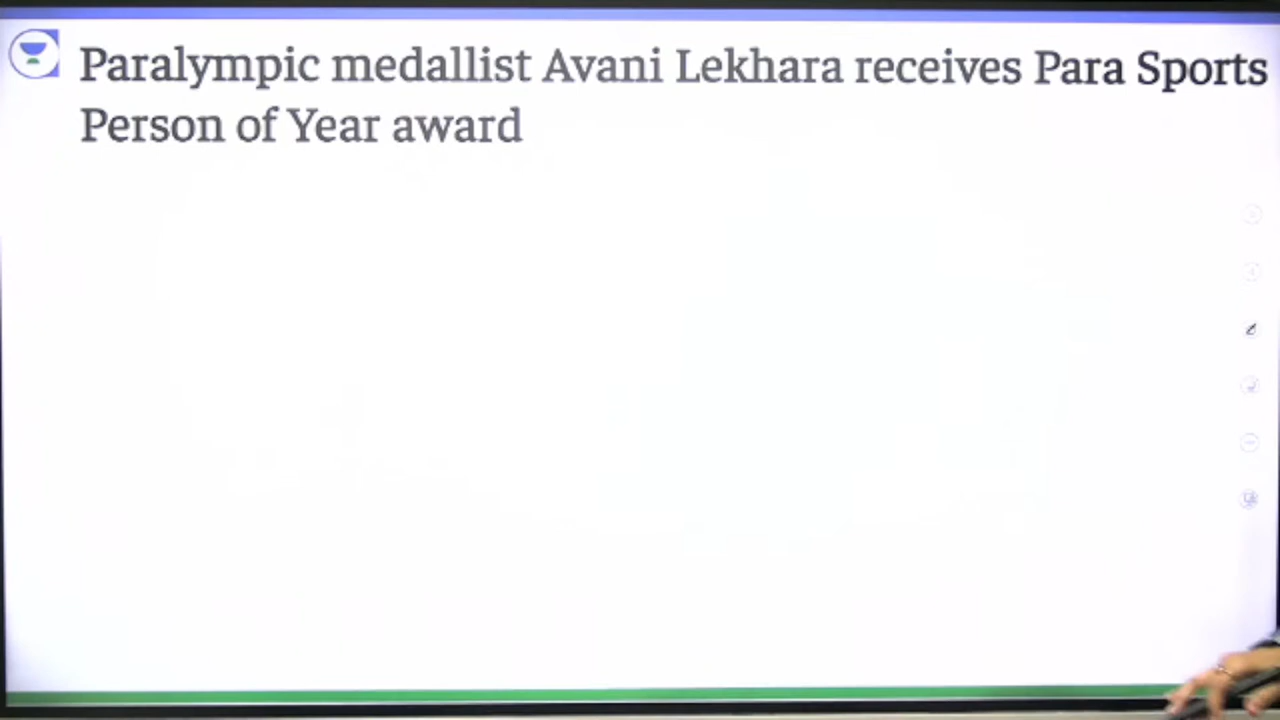 Paralympic medallist Avani Lekhara receives Para Sports
Person of Year award